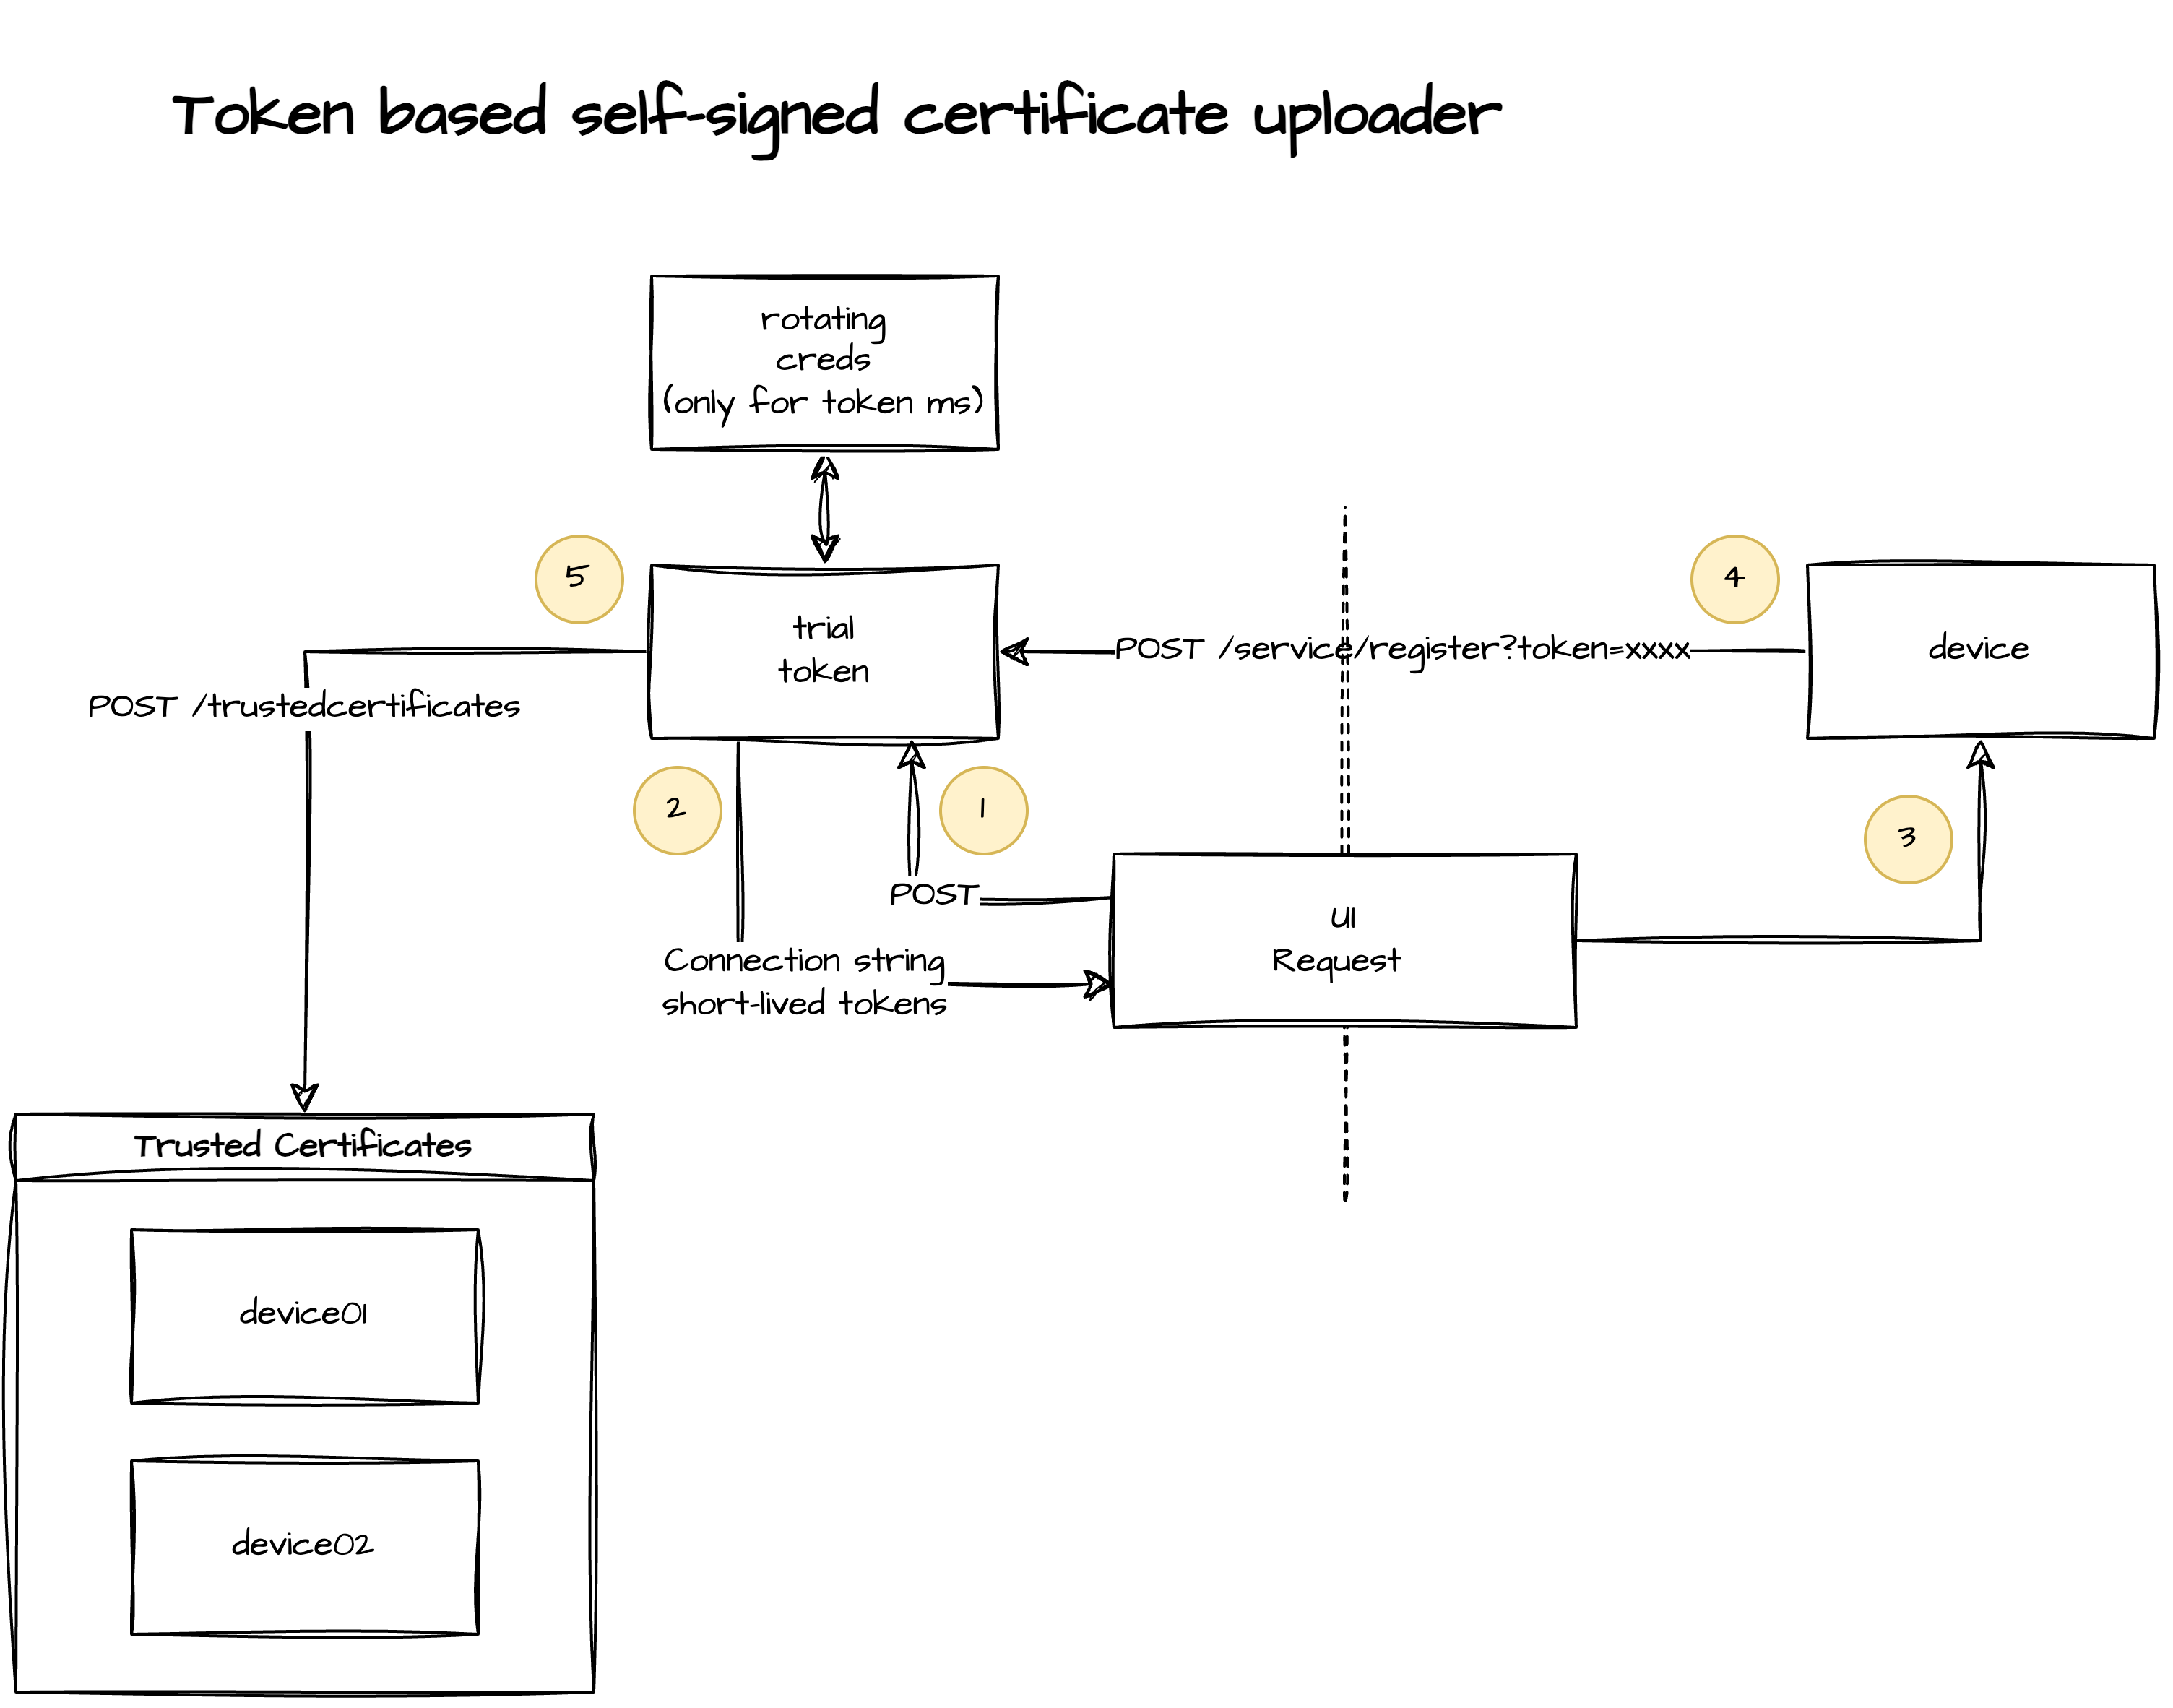 Token based self-signed certificate uploader
rotating
creds
(only for token ms)
5
4
trial
token
POST /service/register?token=xxxx
device
POST /trustedcertificates
2
1
3
POST
UI
Request
Connection string
short-lived tokens
Trusted Certificates
device01
device02